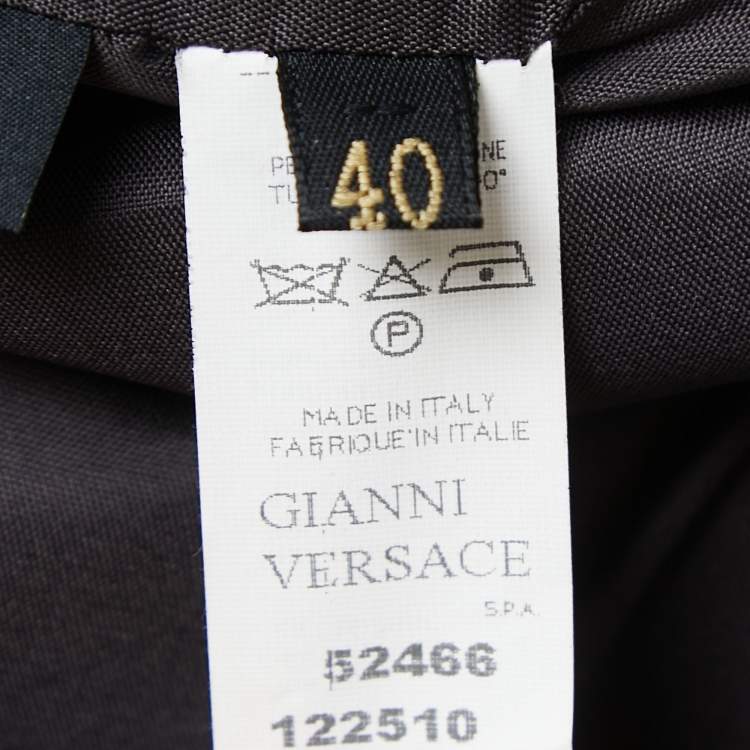 40
P
MADE IN ITALY
FABRIQUE'IN ITALIE
GIANNI
VERSACE
S.P.A.
52466
122510